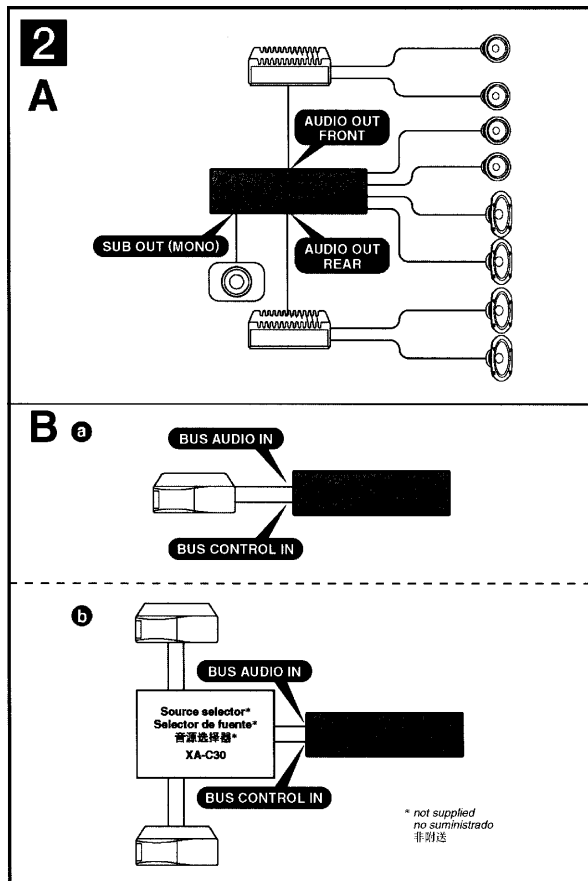 2
A
AUDIO OUT
FRONT
SUB OUT (MONO)
AUDIO OUT
REAR
B a
BUS AUDIO IN
BUS CONTROL IN
b
BUS AUDIO IN
Source selector*
Selector de fuente*
音源选择器*
XA-C30
BUS CONTROL IN
* not supplied
no suministrado
非附送